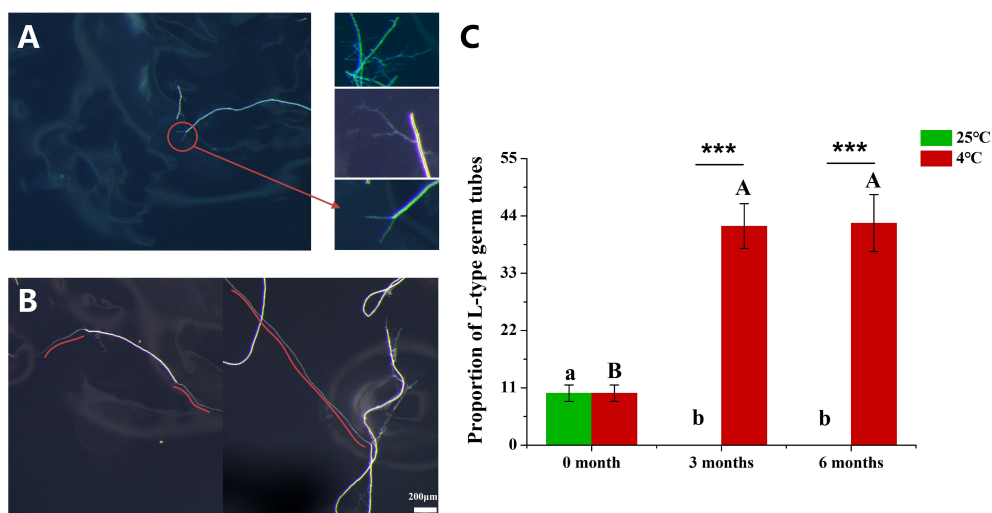 A
B
200μm
C
25℃
4℃
Proportion of L-type germ tubes
55
44
33
22
11
0
***
***
A
A
a
B
b
b
0 month
3 months
6 months